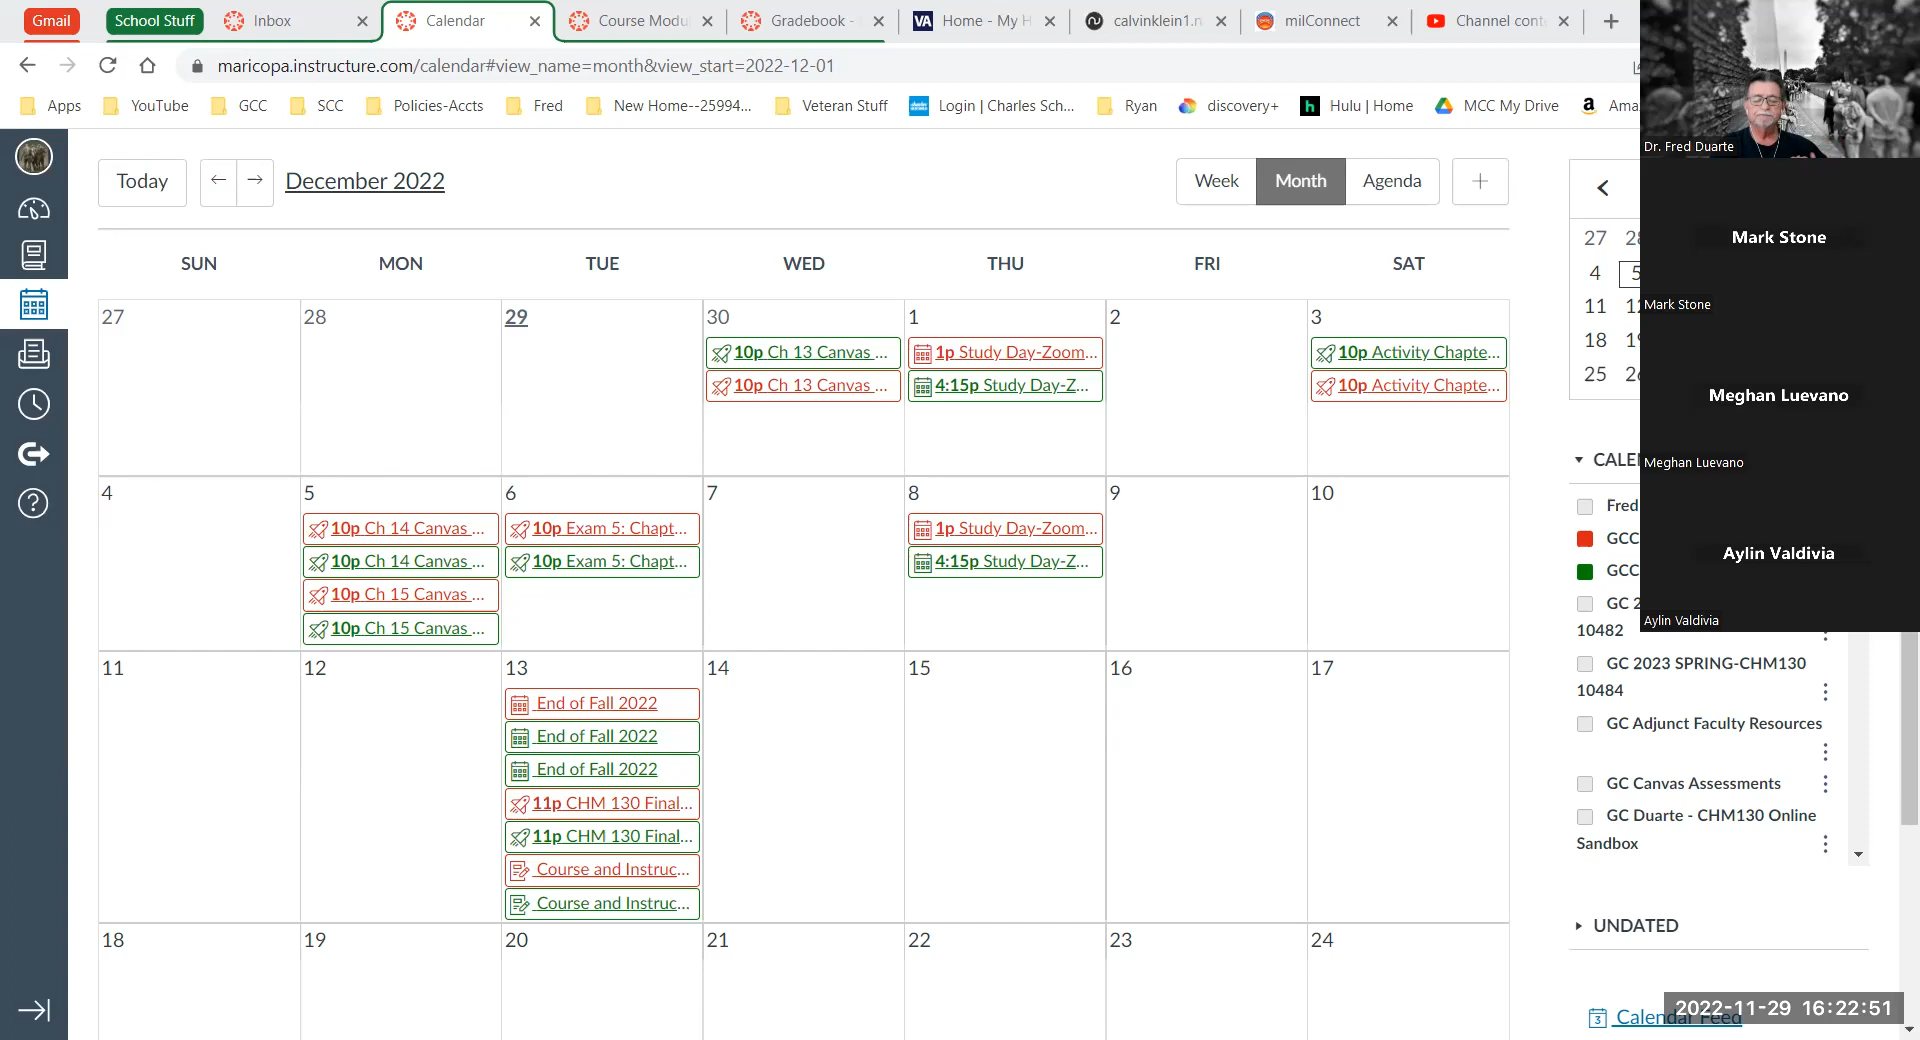 Gmail
School Stuff
Inbox
Calendar
Course Modu
Gradebook -
VA Home - My H
calvinklein1.n
milConnect
Channel conte
maricopa.instructure.com/calendar#view_name=month&view_start=2022-12-01
Apps
YouTube
GCC
SCC
Policies-Accts
Fred
New Home--25994...
Veteran Stuff
Login | Charles Sch...
Ryan
discovery+
h Hulu | Home
MCC My Drive
a Ama
Dr. Fred Duarte
Today
December 2022
Week
Month
Agenda
SUN MON TUE WED THU FRI SAT
27 28 29 30 1 2 3
10p Ch 13 Canvas ...
10p Ch 13 Canvas ...
1p Study Day-Zoom...
4:15p Study Day-Z...
10p Activity Chapte...
10p Activity Chapte...
4 5 6 7 8 9 10
10p Ch 14 Canvas ...
10p Ch 14 Canvas ...
10p Ch 15 Canvas ...
10p Ch 15 Canvas ...
10p Exam 5: Chapt...
10p Exam 5: Chapt...
1p Study Day-Zoom...
4:15p Study Day-Z...
11 12 13 14 15 16 17
End of Fall 2022
End of Fall 2022
End of Fall 2022
11p CHM 130 Final...
11p CHM 130 Final...
Course and Instruc...
Course and Instruc...
18 19 20 21 22 23 24
27
4 5
11
18
25
Mark Stone
Mark Stone
Meghan Luevano
Meghan Luevano
Aylin Valdivia
Aylin Valdivia
CALE
Fred
GCC
GCC
GC 2
10482
GC 2023 SPRING-CHM130
10484
GC Adjunct Faculty Resources
GC Canvas Assessments
GC Duarte - CHM130 Online
Sandbox
UNDATED
3 Calendar Feed
2022-11-29 16:22:51